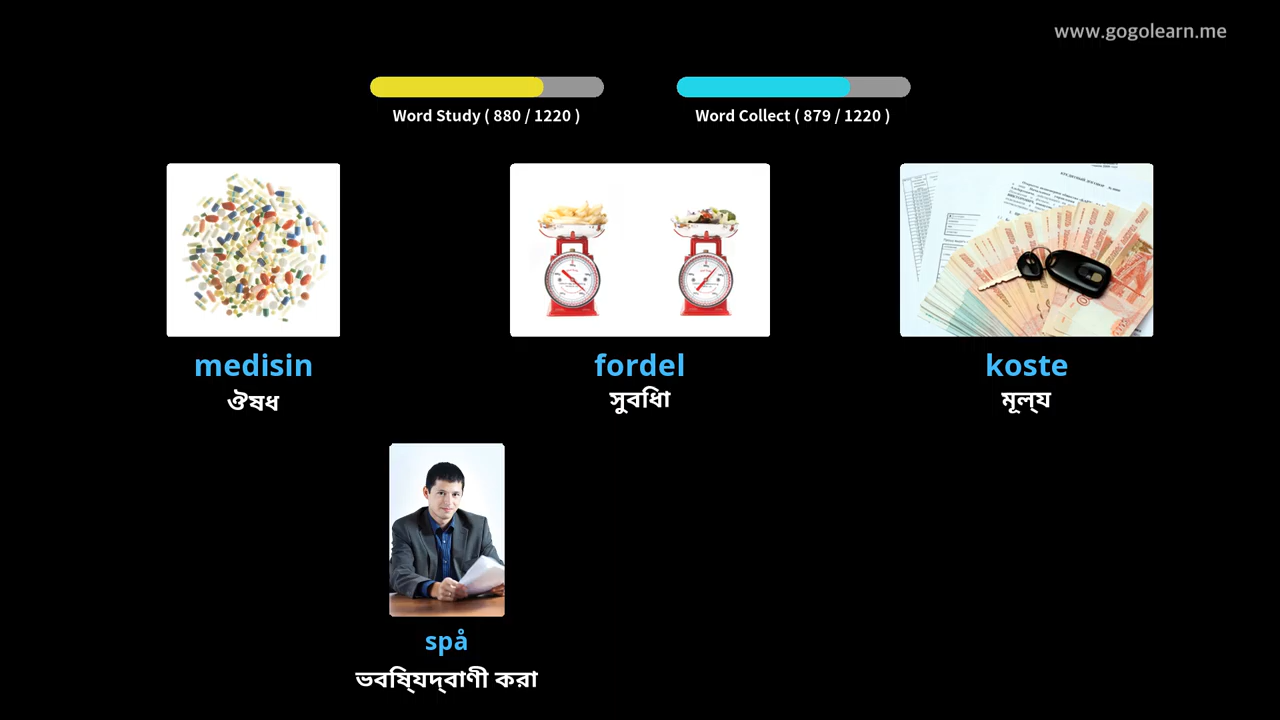 www.gogolearn.me
Word Study ( 880 / 1220 )
Word Collect ( 879 / 1220 )
medisin
fordel
koste
ঔষধ
সুবিধা
মূল্য
spå
ভবিষ্যিদ্বাণী করা